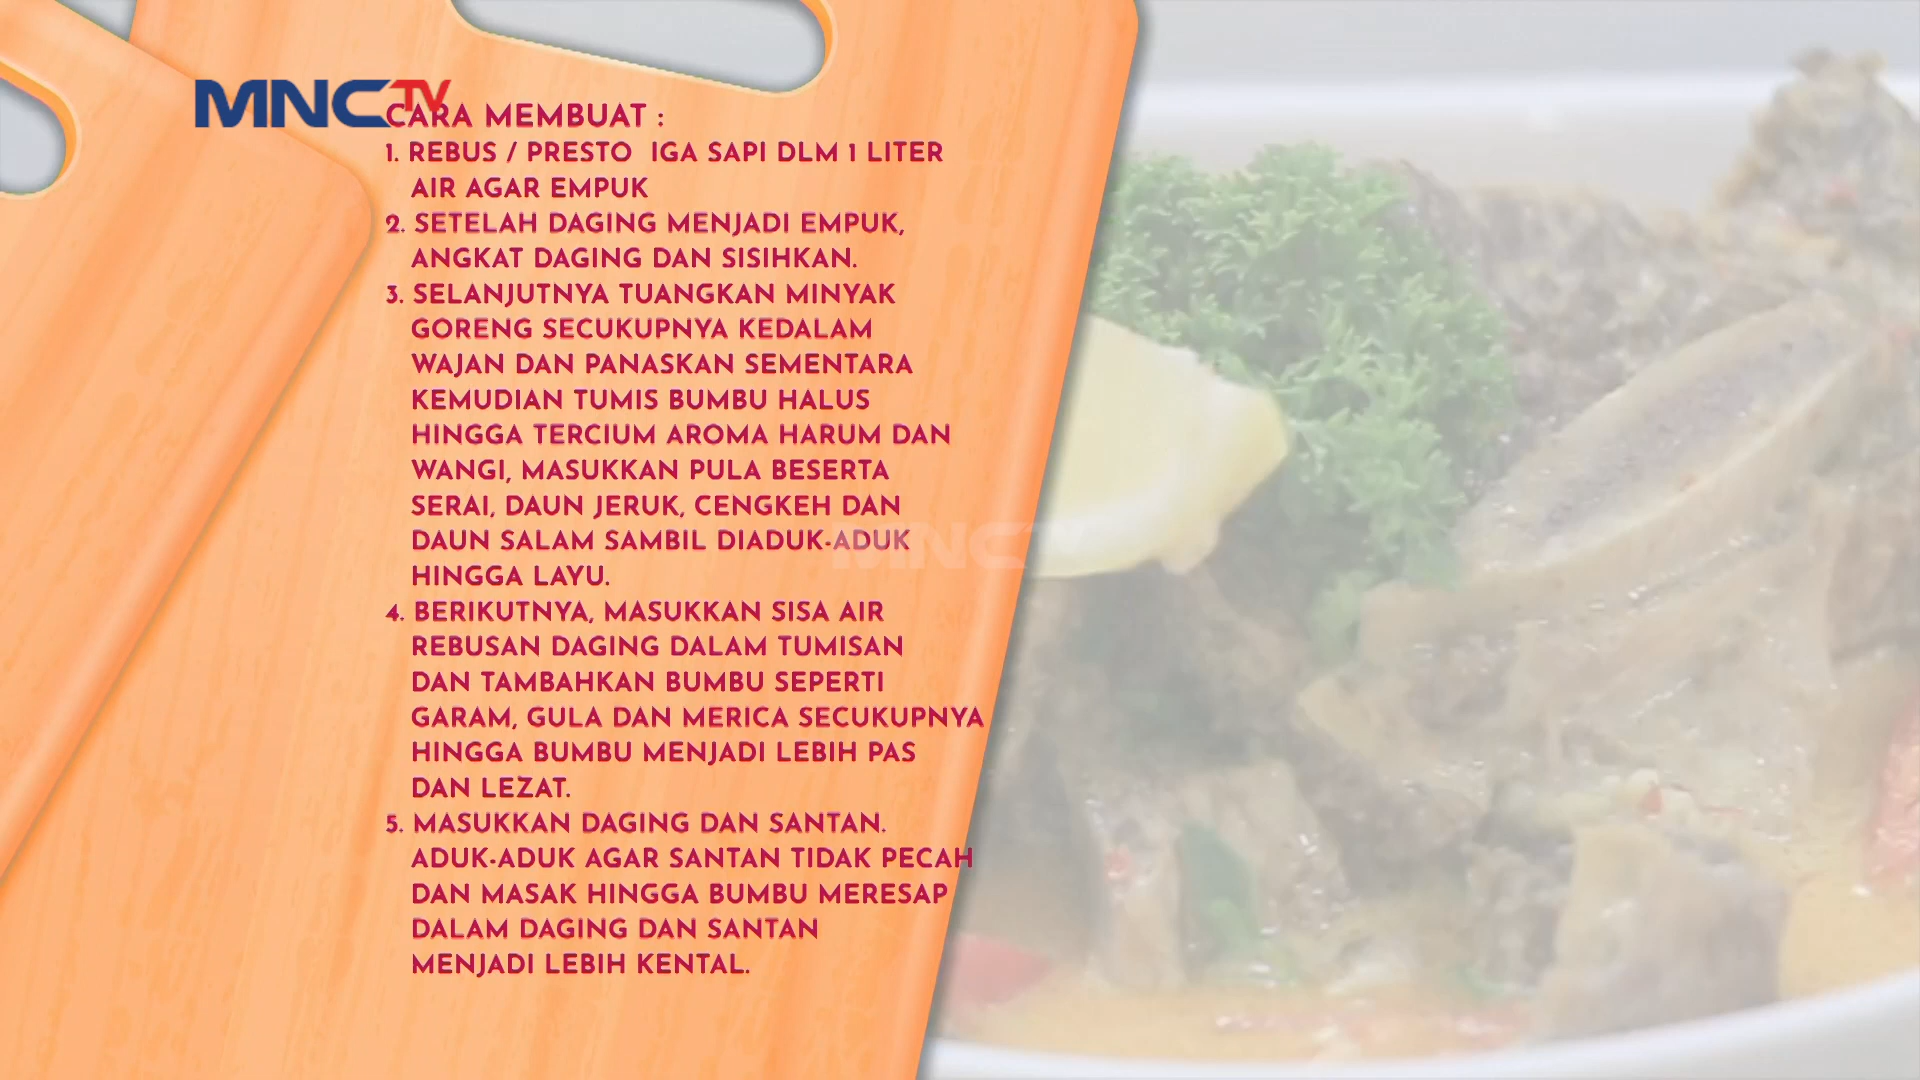 MNCTV
CARA MEMBUAT :
1. REBUS / PRESTO IGA SAPI DLM 1 LITER
AIR AGAR EMPUK
2. SETELAH DAGING MENJADI EMPUK,
ANGKAT DAGING DAN SISIHKAN.
3. SELANJUTNYA TUANGKAN MINYAK
GORENG SECUKUPNYA KEDALAM
WAJAN DAN PANASKAN SEMENTARA
KEMUDIAN TUMIS BUMBU HALUS
HINGGA TERCIUM AROMA HARUM DAN
WANGI, MASUKKAN PULA BESERTA
SERAI, DAUN JERUK, CENGKEH DAN
DAUN SALAM SAMBIL DIADUK-ADUK
HINGGA LAYU.
MNCTV
4. BERIKUTNYA, MASUKKAN SISA AIR
REBUSAN DAGING DALAM TUMISAN
DAN TAMBAHKAN BUMBU SEPERTI
GARAM, GULA DAN MERICA SECUKUPNYA
HINGGA BUMBU MENJADI LEBIH PAS
DAN LEZAT.
5. MASUKKAN DAGING DAN SANTAN.
ADUK-ADUK AGAR SANTAN TIDAK PECAH
DAN MASAK HINGGA BUMBU MERESAP
DALAM DAGING DAN SANTAN
MENJADI LEBIH KENTAL.